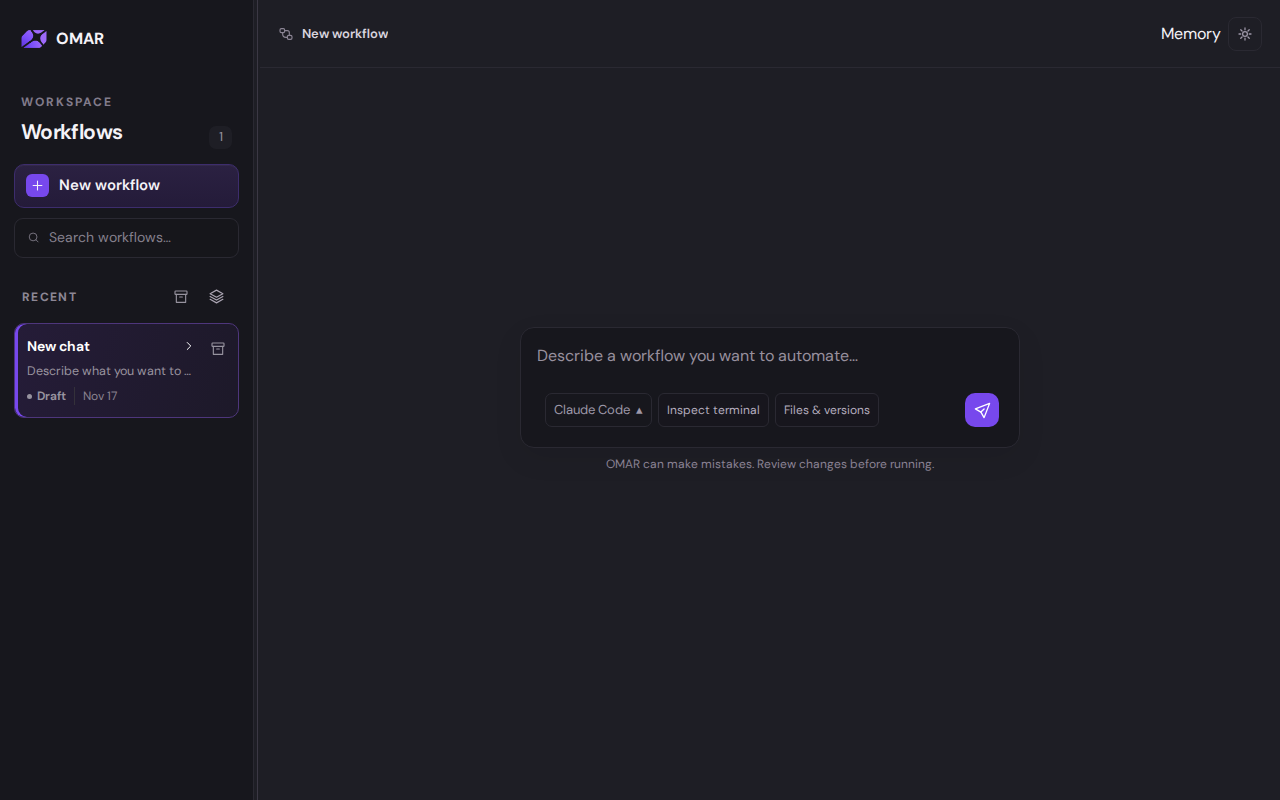 OMAR
WORKSPACE
Workflows
1
New workflow
Search workflows...
RECENT
New chat
Describe what you want to ...
Draft
Nov 17
New workflow
Memory
Describe a workflow you want to automate...
Claude Code ▲
Inspect terminal
Files & versions
OMAR can make mistakes. Review changes before running.